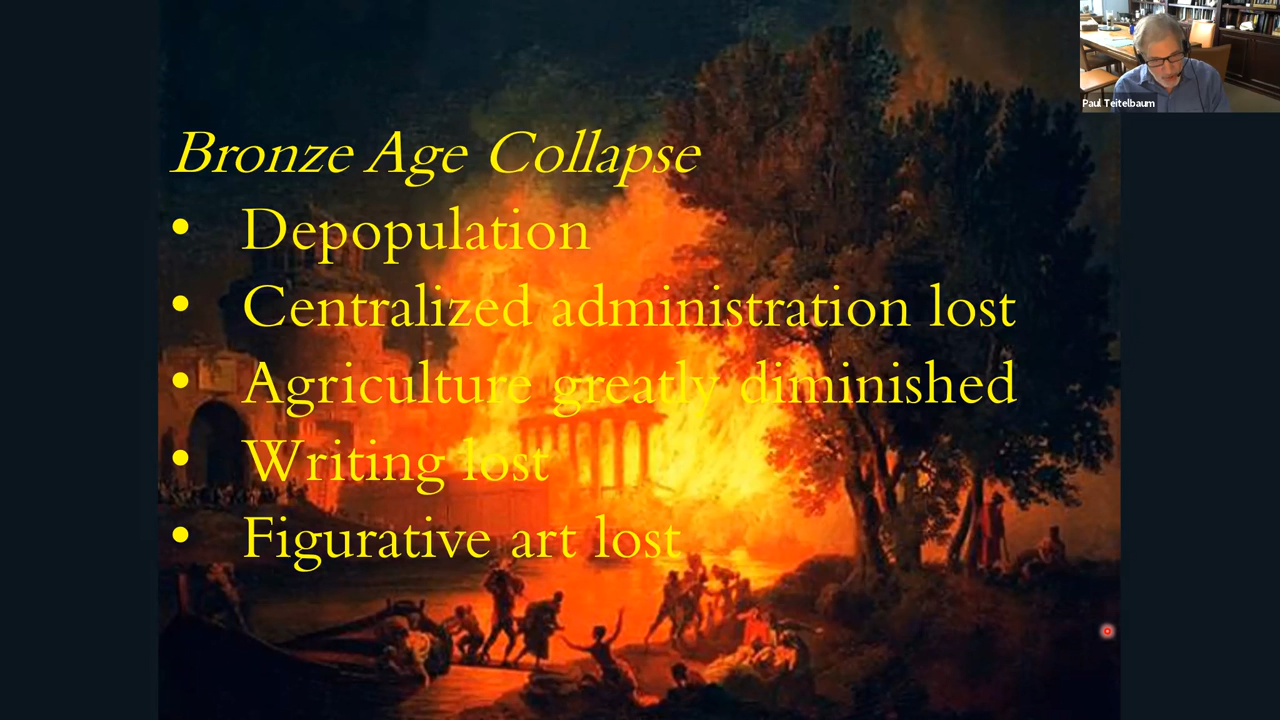 Paul Teitelbaum
Bronze Age Collapse
• Depopulation
• Centralized administration lost
• Agriculture greatly diminished
• Writing lost
• Figurative art lost